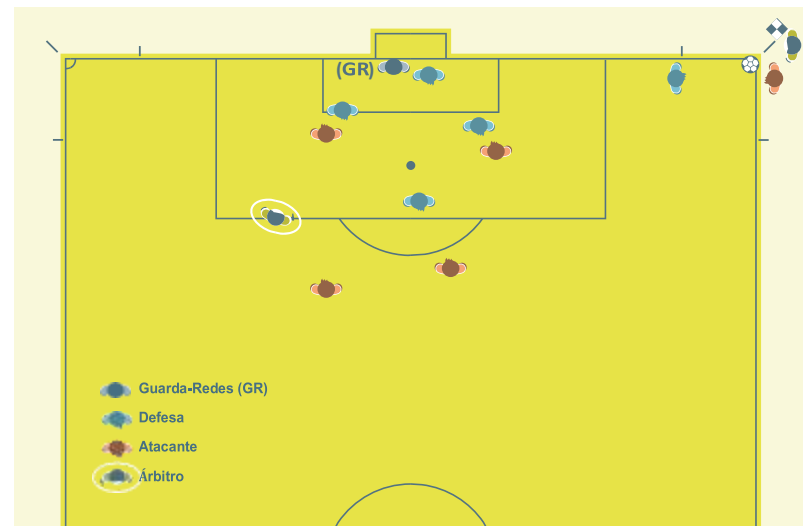 (GR)
Guarda-Redes (GR)
Defesa
Atacante
Árbitro